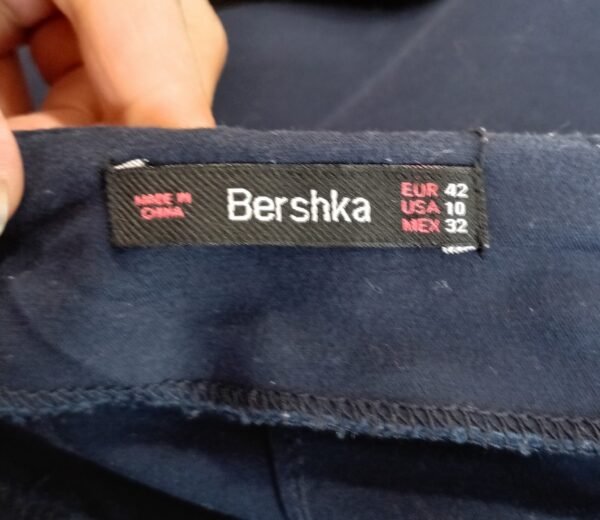 MADE IN
CHINA
Bershka
EUR 42
USA 10
MEX 32